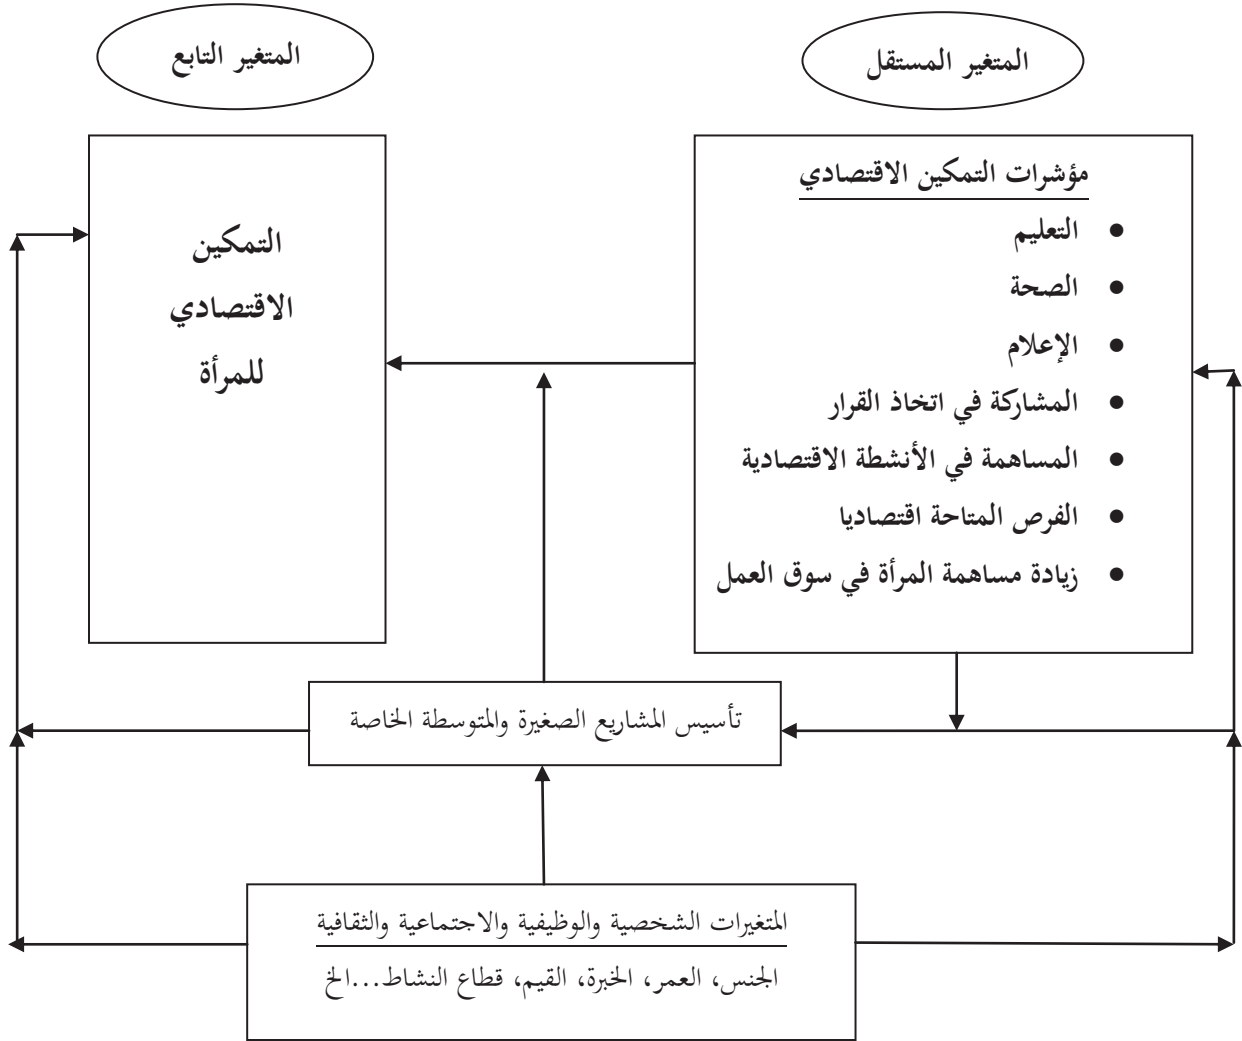 المتغير المستقل
المتغير التابع
مؤشرات التمكين الاقتصادي
• التعليم
• الصحة
• الإعلام
• المشاركة في اتخاذ القرار
• المساهمة في الأنشطة الاقتصادية
• الفرص المتاحة اقتصاديا
• زيادة مساهمة المرأة في سوق العمل
التمكين
الاقتصادي
للمرأة
تأسيس المشاريع الصغيرة والمتوسطة الخاصة
المتغيرات الشخصية والوظيفية والاجتماعية والثقافية
الجنس، العمر، الخبرة، القيم، قطاع النشاط...الخ